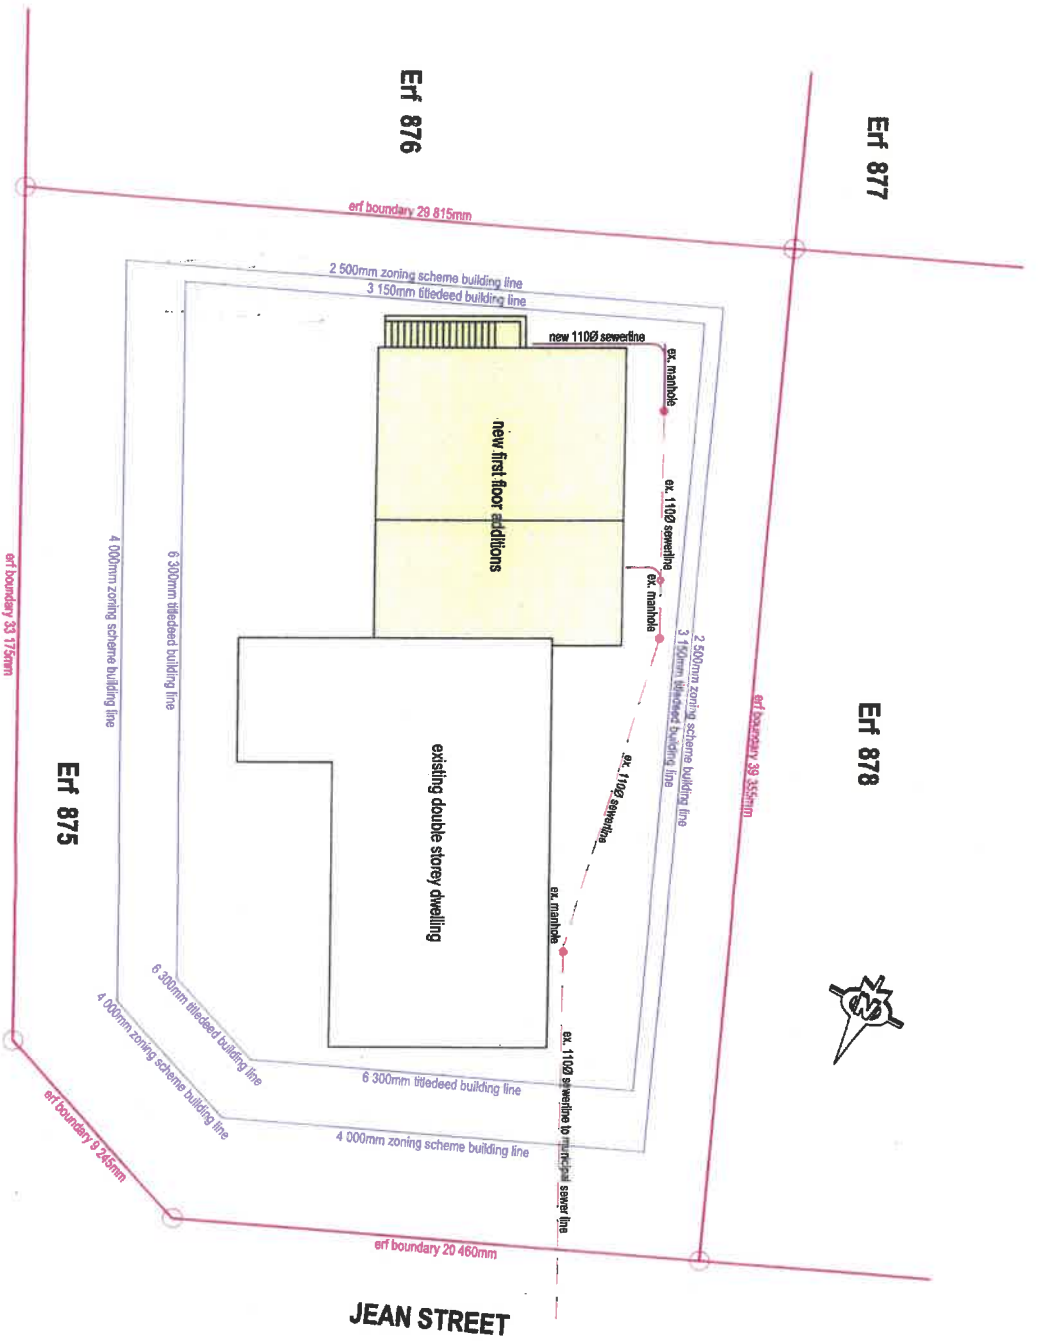 Erf 876
Erf 877
erf boundary 29 815mm
2 500mm zoning scheme building line
3 150mm titledeed building line
new 110Ø sewerline
ex. manhole
new first floor additions
ex. 110Ø sewerline
ex. manhole
4 000mm zoning scheme building line
6 300mm titledeed building line
erf boundary 33 175mm
2 500mm zoning scheme building line
3 150mm titledeed building line
erf boundary 39 355mm
Erf 878
Erf 875
existing double storey dwelling
ex. 110Ø sewerline
ex. manhole
N
6 300mm titledeed building line
4 000mm zoning scheme building line
6 300mm titledeed building line
4 000mm zoning scheme building line
ex. 110Ø sewerline to municipal sewer line
erf boundary 9 245mm
erf boundary 20 460mm
JEAN STREET